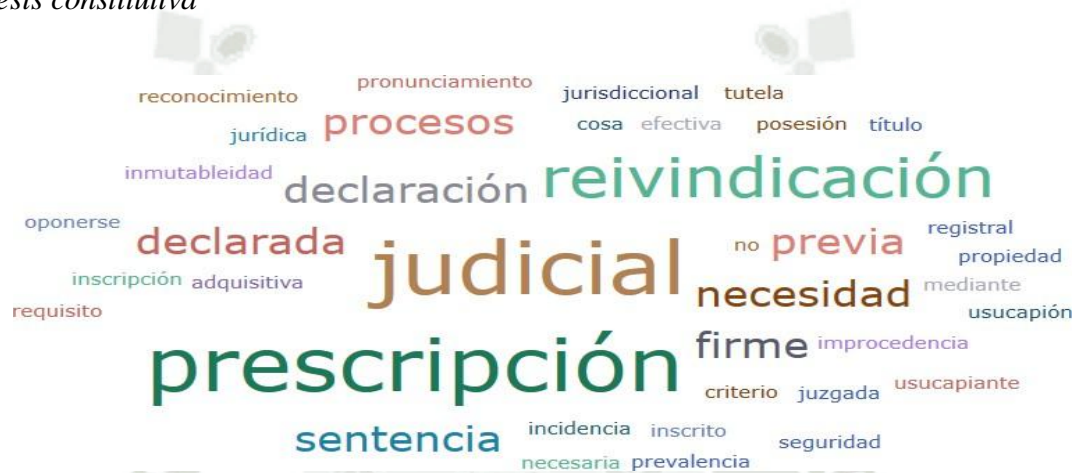 esis constitutiva
pronunciamiento
reconocimiento
jurisdiccional tutela
jurídica procesos
cosa efectiva posesión título
inmutableidad
declaración reivindicación
oponerse
declarada
judicial
no previa
registral
propiedad
inscripción adquisitiva
necesidad mediante
requisito
usucapión
prescripción
firme improcedencia
criterio juzgada usucapiante
sentencia
incidencia inscrito
seguridad
necesaria prevalencia